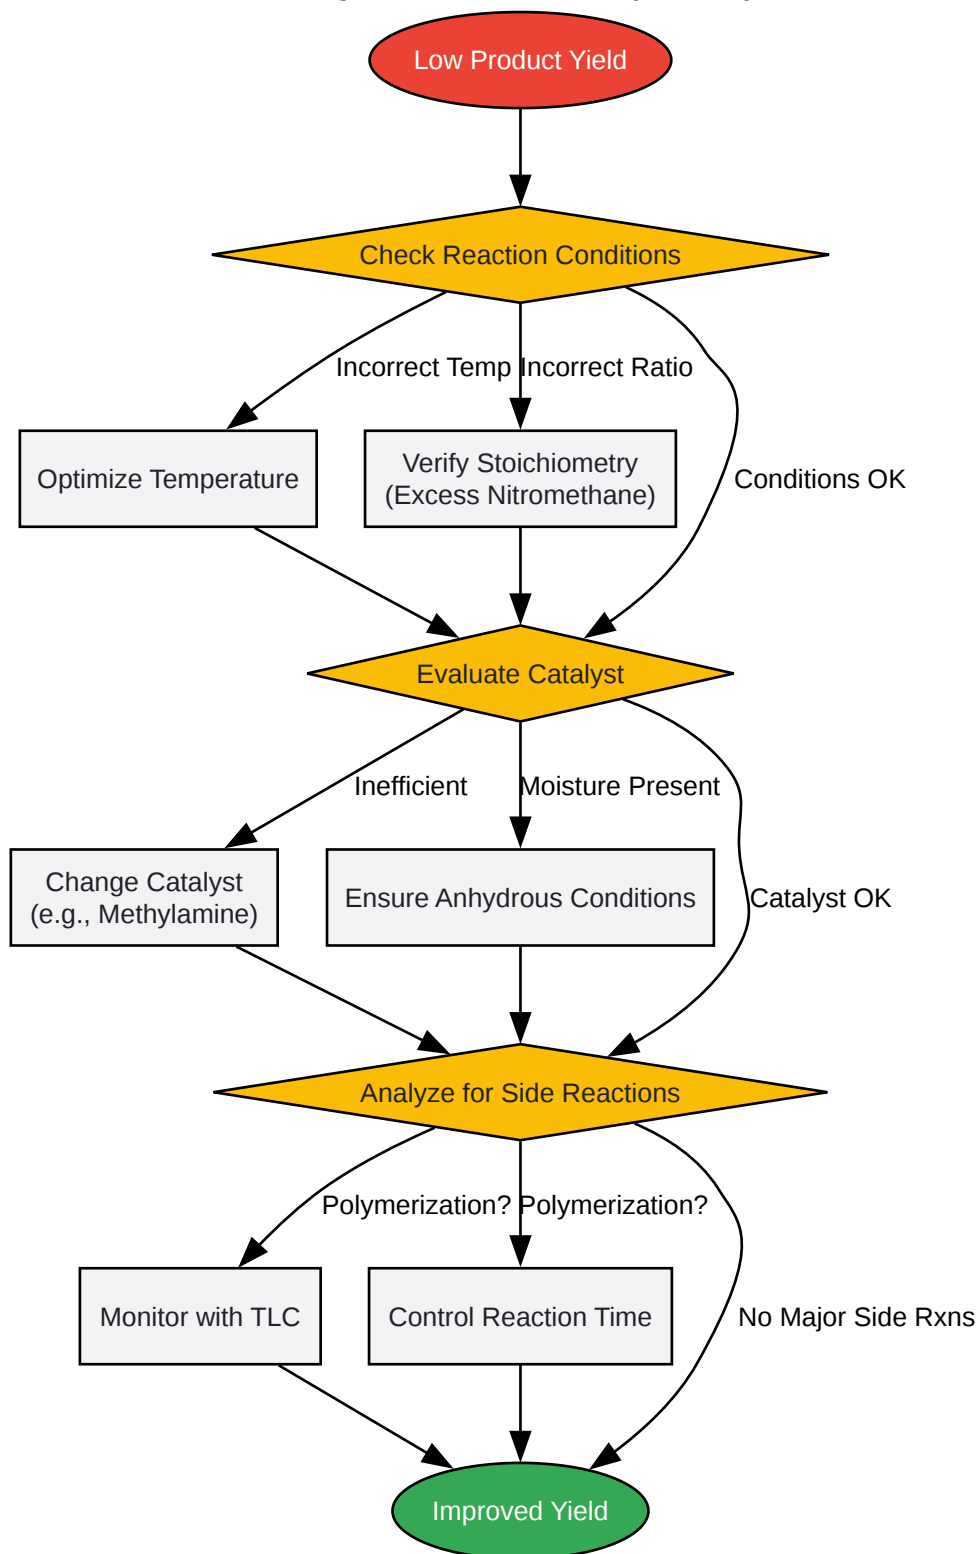 Low Product Yield
Check Reaction Conditions
Incorrect Temp
Incorrect Ratio
Optimize Temperature
Verify Stoichiometry
(Excess Nitromethane)
Conditions OK
Evaluate Catalyst
Inefficient
Moisture Present
Change Catalyst
(e.g., Methylamine)
Ensure Anhydrous Conditions
Catalyst OK
Analyze for Side Reactions
Polymerization?
Polymerization?
Monitor with TLC
Control Reaction Time
No Major Side Rxns
Improved Yield